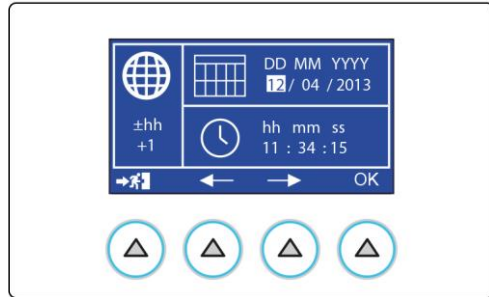 DD MM YYYY
12/ 04 /2013
±hh
+1
hh mm ss
11 : 34 :15
OK